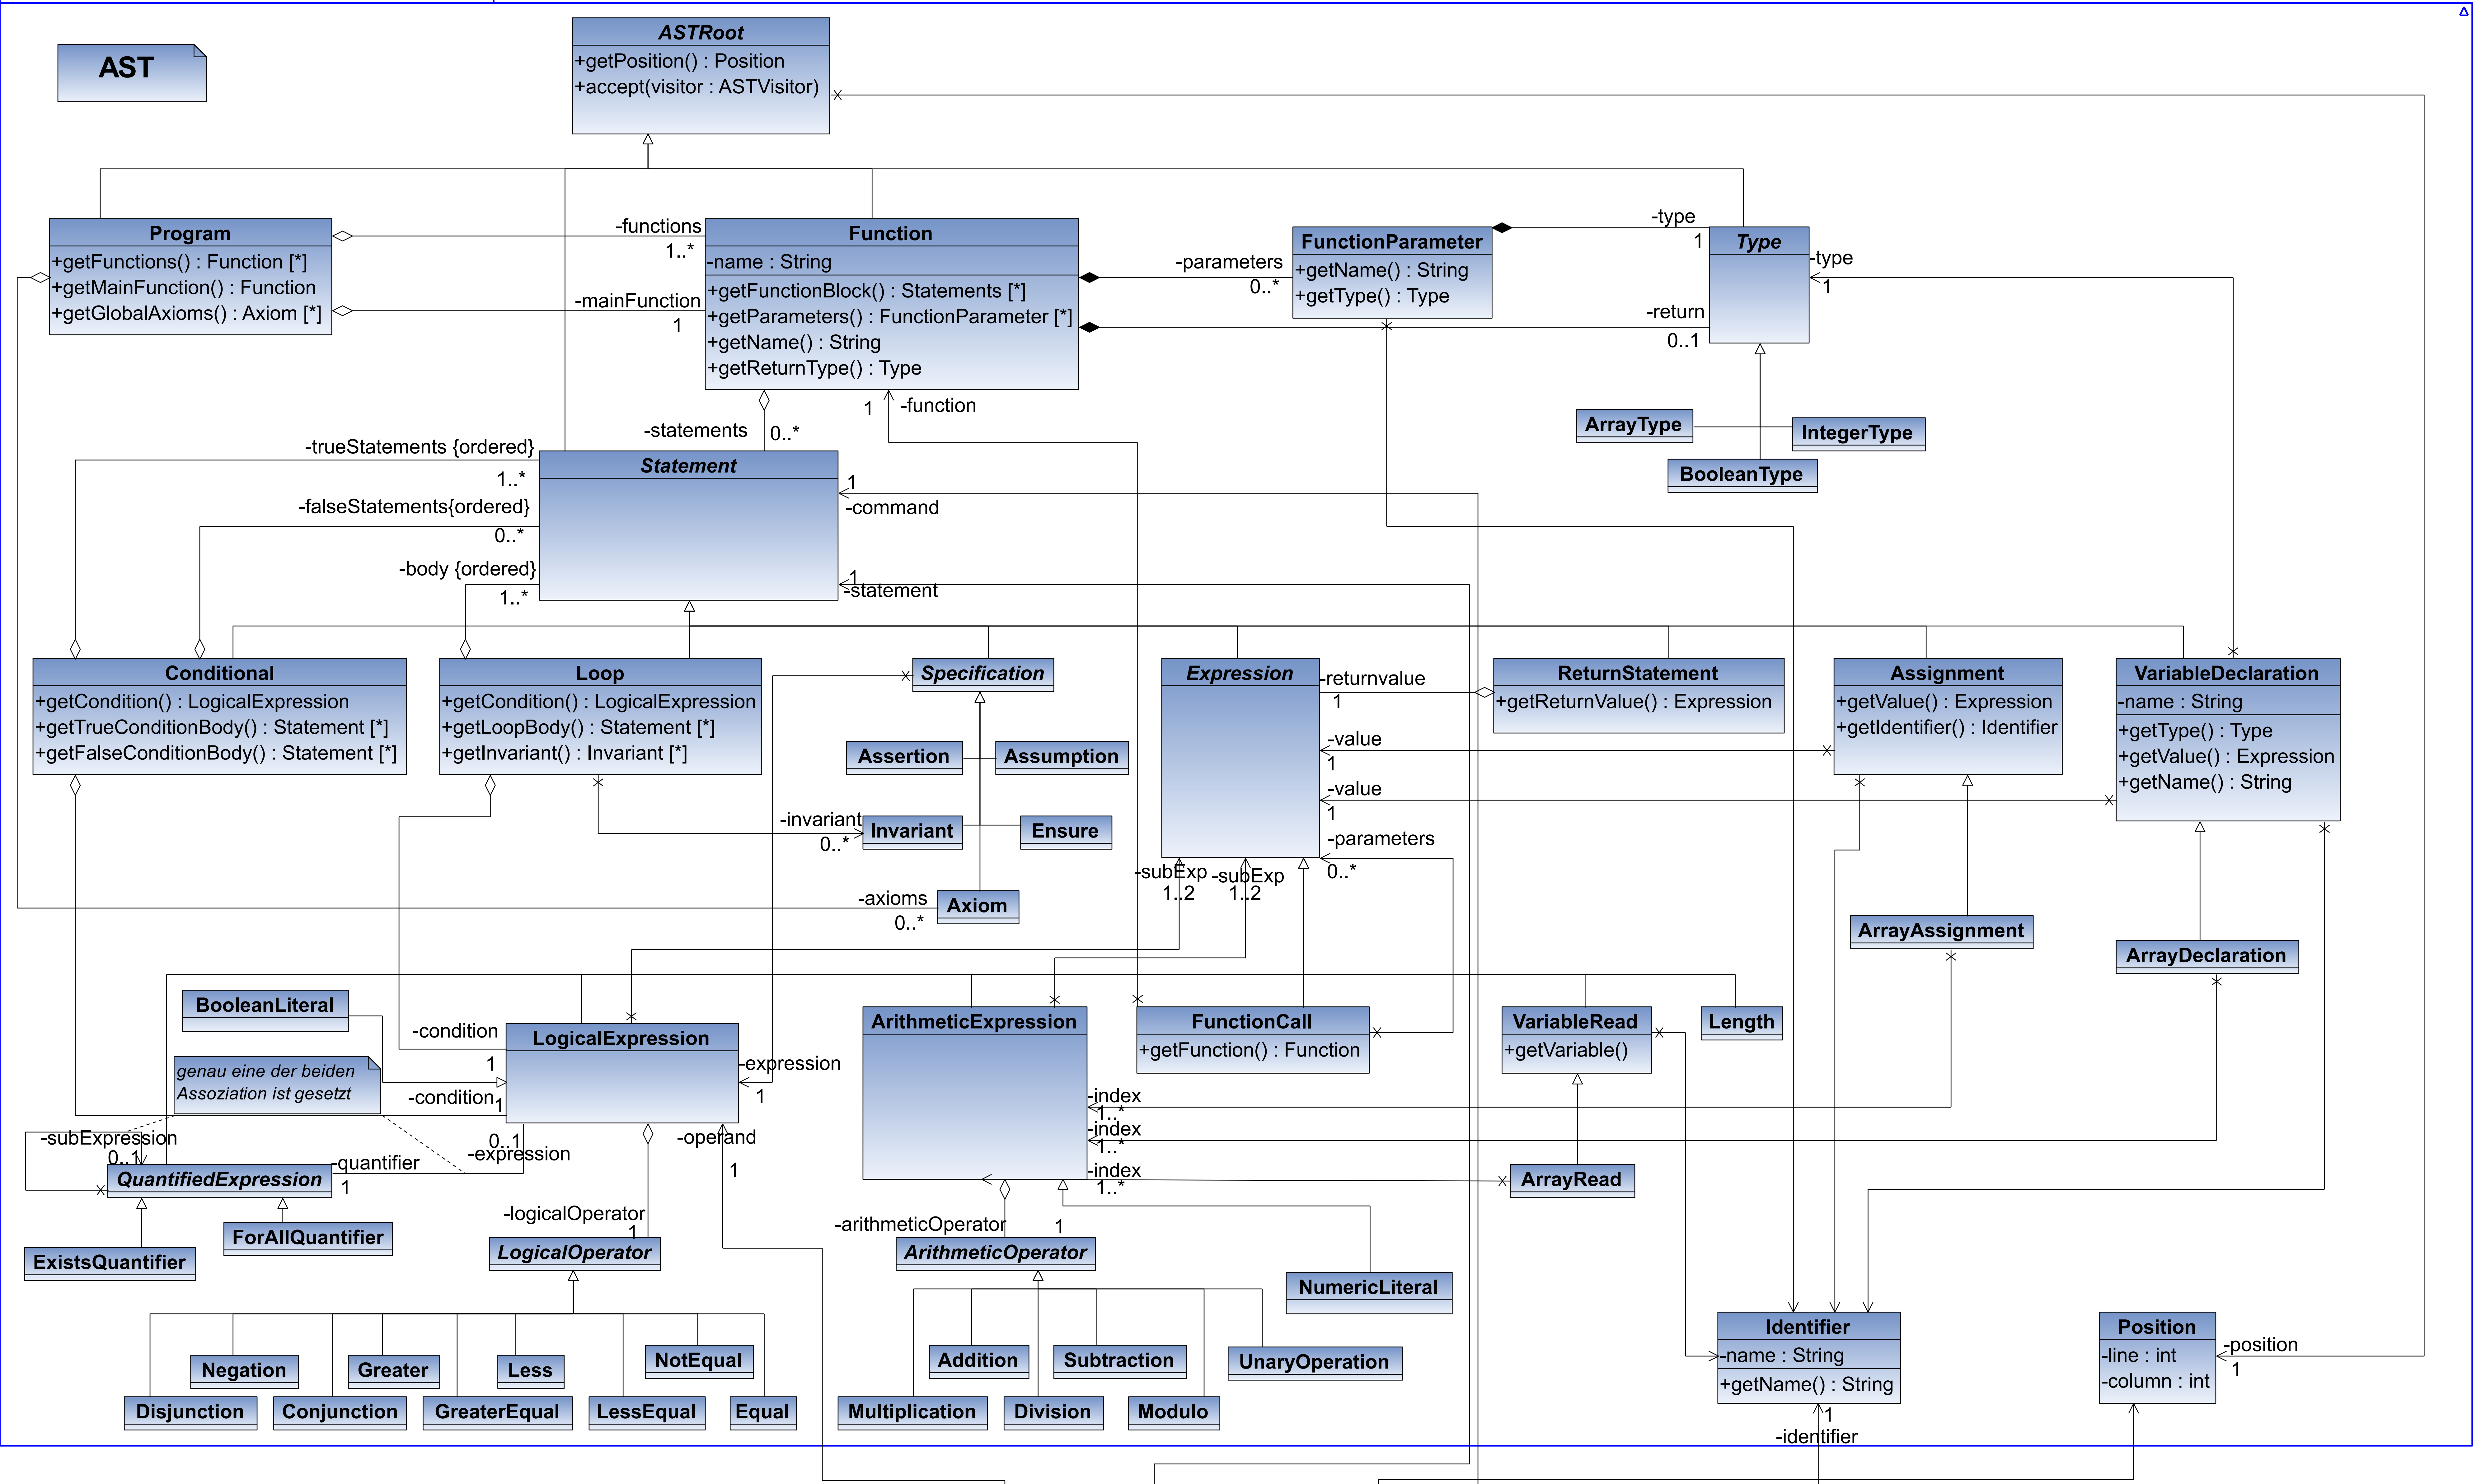 AST
Δ
ASTRoot
+getPosition() : Position
+accept(visitor : ASTVisitor)
Program
+getFunctions() : Function [*]
+getMainFunction() : Function
+getGlobalAxioms() : Axiom [*]
-functions
1..*
-mainFunction
1
Function
-name : String
+getFunctionBlock() : Statements [*]
+getParameters() : FunctionParameter [*]
+getName() : String
+getReturnType() : Type
-parameters
0..*
FunctionParameter
+getName() : String
+getType() : Type
-type
1
-return
0..1
Type
-type
1
ArrayType
IntegerType
BooleanType
-statements
0..*
1
-function
-trueStatements {ordered}
1..*
-falseStatements{ordered}
0..*
-body {ordered}
1..*
Statement
1
-command
1
-statement
Conditional
+getCondition() : LogicalExpression
+getTrueConditionBody() : Statement [*]
+getFalseConditionBody() : Statement [*]
Loop
+getCondition() : LogicalExpression
+getLoopBody() : Statement [*]
+getInvariant() : Invariant [*]
Specification
Assertion
Assumption
-invariant
0..*
Invariant
Ensure
-axioms
0..*
Axiom
Expression
-returnvalue
1
-value
1
-value
1
-parameters
0..*
-subExp
1..2
-subExp
1..2
ReturnStatement
+getReturnValue() : Expression
Assignment
+getValue() : Expression
+getIdentifier() : Identifier
VariableDeclaration
-name : String
+getType() : Type
+getValue() : Expression
+getName() : String
ArrayAssignment
ArrayDeclaration
BooleanLiteral
genau eine der beiden
Assoziation ist gesetzt
-condition
1
-condition
1
LogicalExpression
-expression
1
ArithmeticExpression
FunctionCall
+getFunction() : Function
VariableRead
+getVariable()
Length
-index
1..*
-index
1..*
-index
1..*
ArrayRead
-subExpression
0..1
QuantifiedExpression
-quantifier
1
0..1
-expression
-operand
1
ExistsQuantifier
ForAllQuantifier
-logicalOperator
1
LogicalOperator
-arithmeticOperator
1
ArithmeticOperator
NumericLiteral
Negation
Greater
Less
NotEqual
Disjunction
Conjunction
GreaterEqual
LessEqual
Equal
Addition
Subtraction
UnaryOperation
Multiplication
Division
Modulo
Identifier
-name : String
+getName() : String
1
-identifier
Position
-line : int
-column : int
-position
1